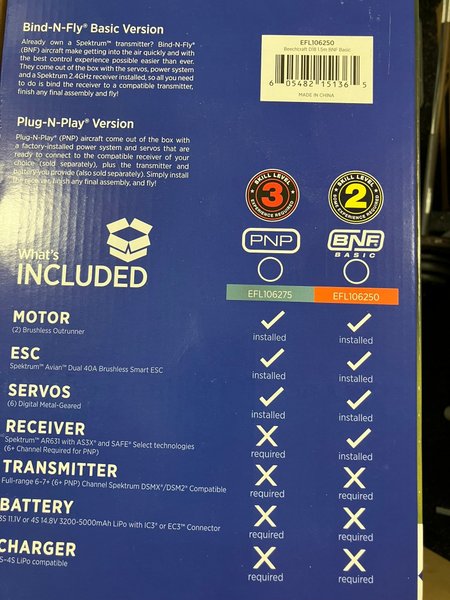 Bind-N-Fly® Basic Version
Already own a Spektrum™ transmitter? Bind-N-Fly®
(BNF) aircraft make getting into the air quickly and with
the best control experience possible easier than ever.
They come out of the box with the servos, power system
and a Spektrum 2.4GHz receiver installed, so all you need
to do is bind the receiver to a compatible transmitter,
finish any final assembly and fly!
EFL106250
Beechcraft D18 1.5m BNF Basic
6 05482 15136 5
MADE IN CHINA
Plug-N-Play® Version
Plug-N-Play® (PNP) aircraft come out of the box with
a factory-installed power system and servos that are
ready to connect to the compatible receiver of your
choice (sold separately), plus the transmitter and
battery you provide (also sold separately). Simply install
the receiver, finish any final assembly, and fly!
SKILL LEVEL
3
EXPERIENCE REQUIRED
SKILL LEVEL
2
SOME EXPERIENCE REQUIRED
What's
INCLUDED
PNP
BNF
BASIC
EFL106275
EFL106250
MOTOR
(2) Brushless Outrunner
installed
installed
ESC
Spektrum™ Avian™ Dual 40A Brushless Smart ESC
installed
installed
SERVOS
(6) Digital Metal-Geared
installed
installed
RECEIVER
Spektrum™ AR631 with AS3X® and SAFE® Select technologies
(6+ Channel Required for PNP)
required
installed
TRANSMITTER
Full-range 6-7+ (6+ PNP) Channel Spektrum DSMX®/DSM2® Compatible
required
required
BATTERY
3S 11.1V or 4S 14.8V 3200-5000mAh LiPo with IC3® or EC3™ Connector
required
required
CHARGER
S-4S LiPo compatible
required
required